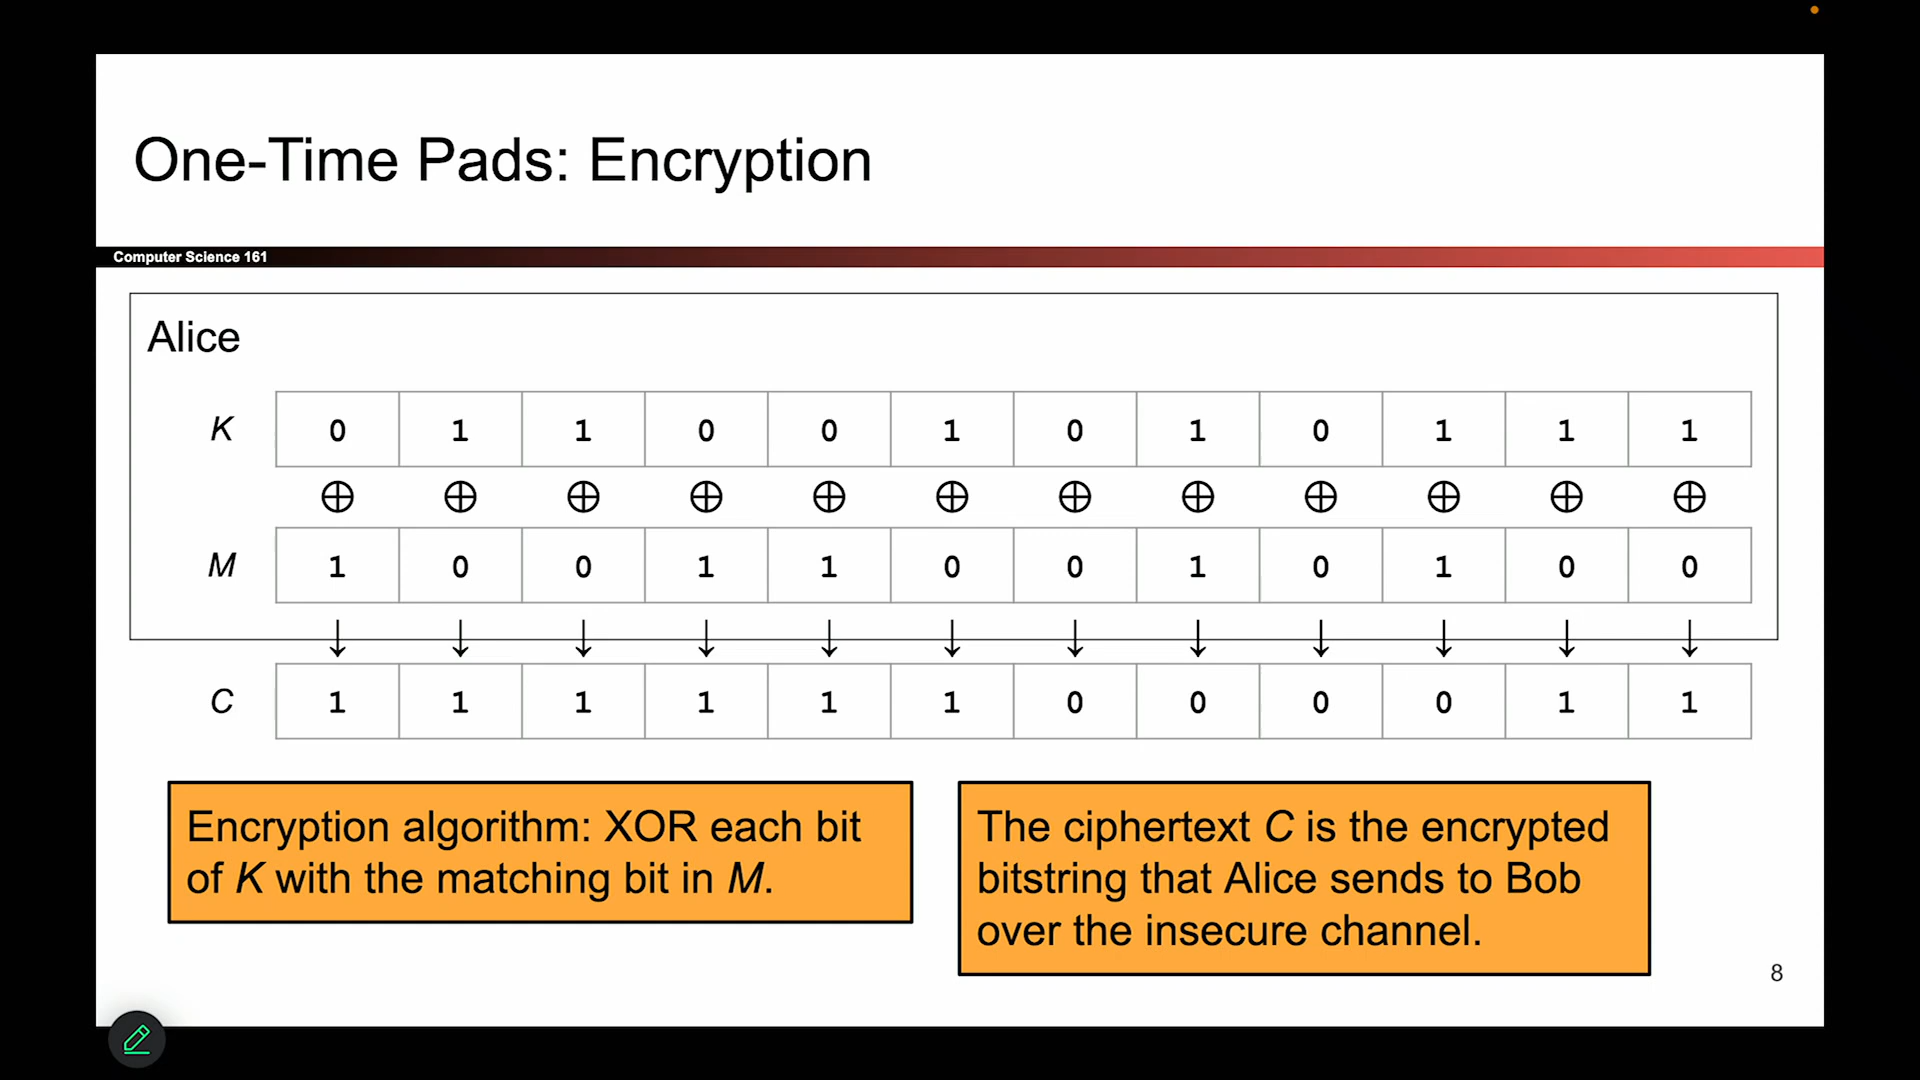 One-Time Pads: Encryption
Computer Science 161
Alice
K 0 1 1 0 0 1 0 1 0 1 1 1
⊕ ⊕ ⊕ ⊕ ⊕ ⊕ ⊕ ⊕ ⊕ ⊕ ⊕ ⊕
M 1 0 0 1 1 0 0 1 0 1 0 0
↓ ↓ ↓ ↓ ↓ ↓ ↓ ↓ ↓ ↓ ↓ ↓
C 1 1 1 1 1 1 0 0 0 0 1 1
Encryption algorithm: XOR each bit
of K with the matching bit in M.
The ciphertext C is the encrypted
bitstring that Alice sends to Bob
over the insecure channel.
8